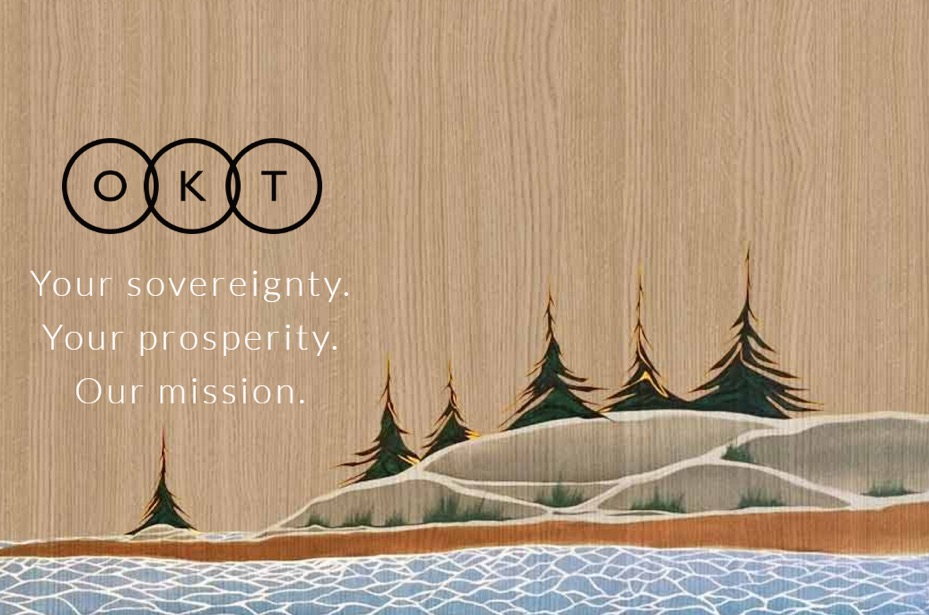 OKT
Your sovereignty.
Your prosperity.
Our mission.